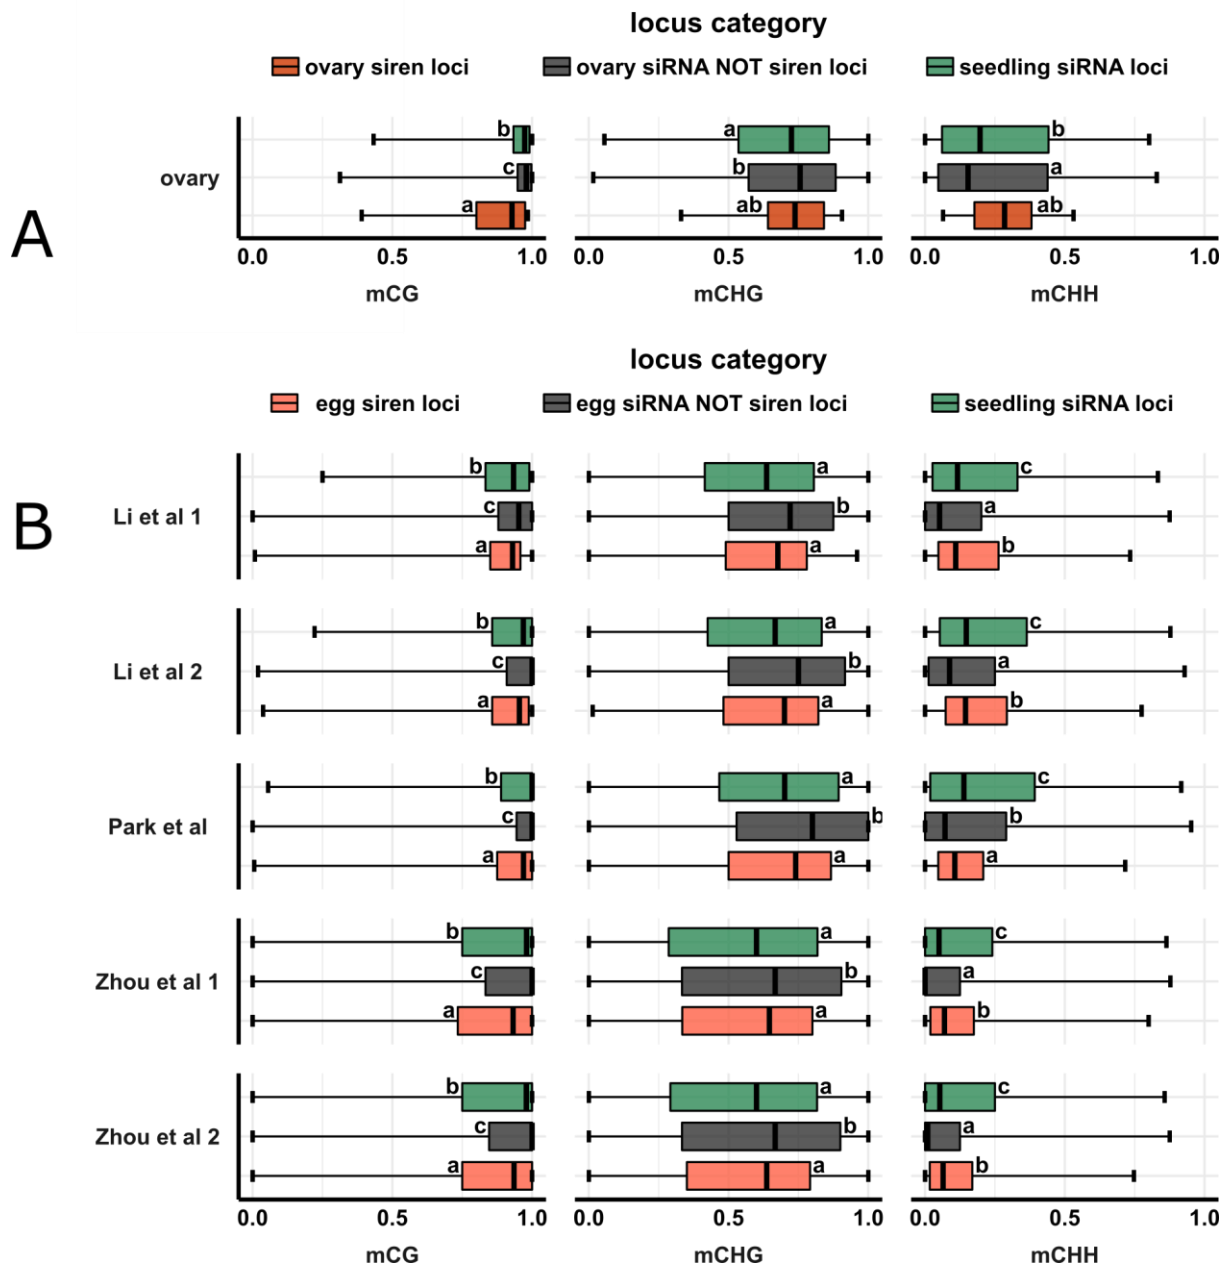 locus category
ovary siren loci ovary siRNA NOT siren loci seedling siRNA loci
A
ovary
b a b
c b a
a ab ab
0.0 0.5 1.0 0.0 0.5 1.0 0.0 0.5 1.0
mCG mCHG mCHH
locus category
egg siren loci egg siRNA NOT siren loci seedling siRNA loci
B
b a c
Li et al 1 c b a
a a b
b a c
Li et al 2 c b a
a a b
b a c
Park et al c b b
a a a
b a c
Zhou et al 1 c b a
a a b
b a c
Zhou et al 2 c b a
a a b
0.0 0.5 1.0 0.0 0.5 1.0 0.0 0.5 1.0
mCG mCHG mCHH